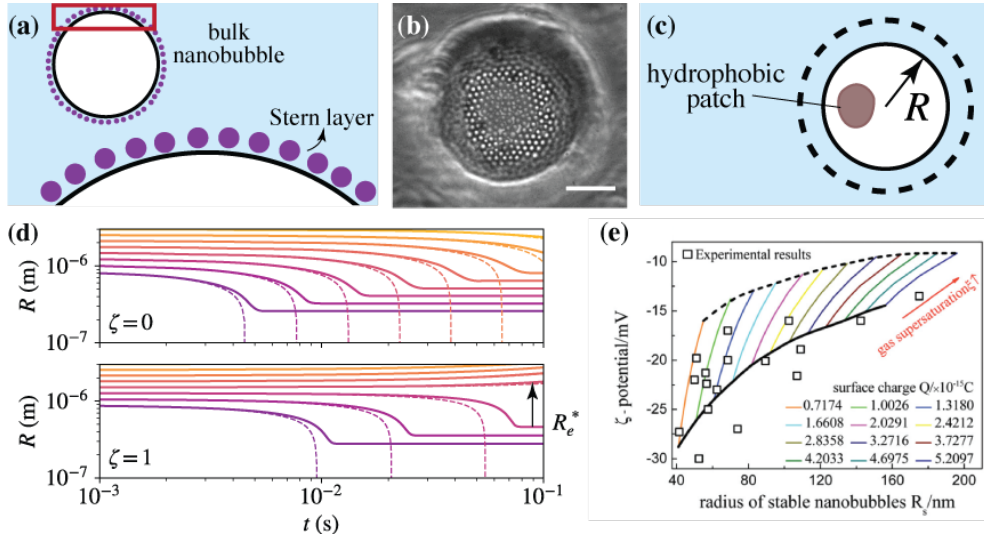 (a)
bulk
nanobubble
Stern layer
(b)
(c)
hydrophobic
patch
R
(d)
R (m)
10⁻⁶
10⁻⁷
ζ=0
R (m)
10⁻⁶
10⁻⁷
ζ=1
Rₑ*
10⁻³
10⁻²
10⁻¹
t (s)
(e)
Experimental results
ζ-potential/mV
-10
-15
-20
-25
-30
gas supersaturationξ↑
surface charge Q/×10⁻¹⁵C
0.7174 1.0026 1.3180
1.6608 2.0291 2.4212
2.8358 3.2716 3.7277
4.2033 4.6975 5.2097
40 80 120 160 200
radius of stable nanobubbles Rₛ/nm